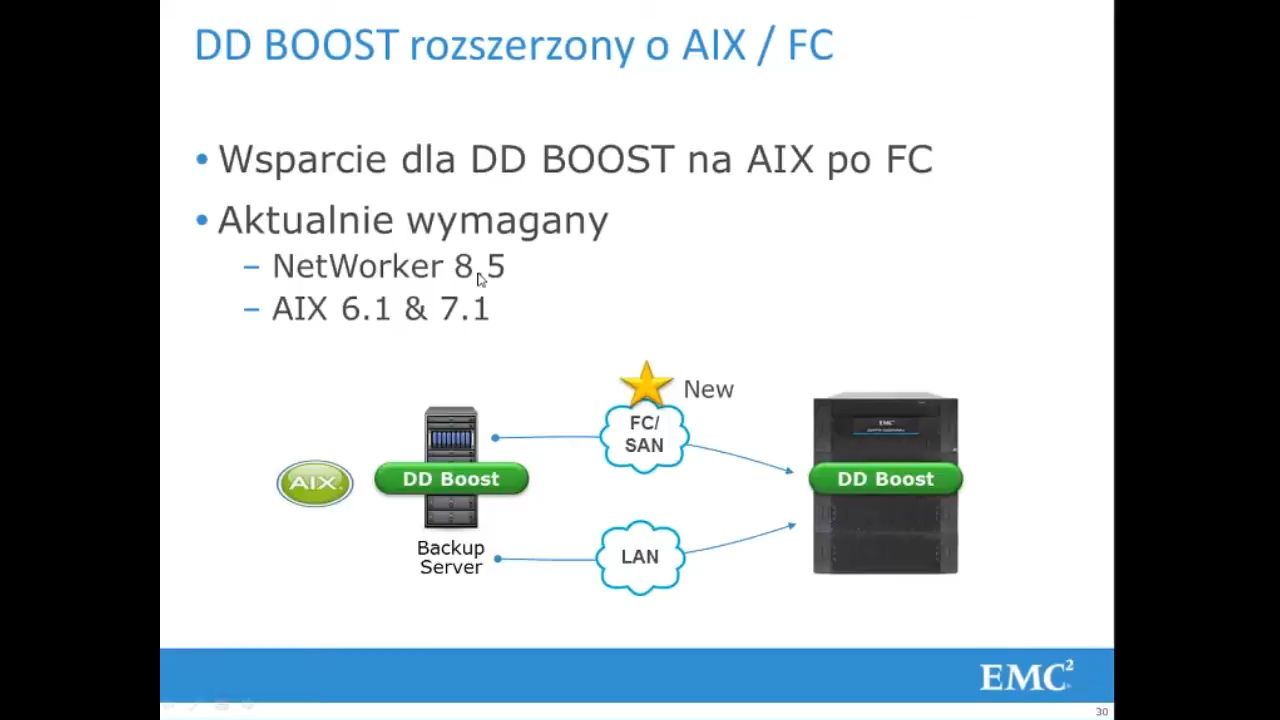 DD BOOST rozszerzony o AIX / FC
• Wsparcie dla DD BOOST na AIX po FC
• Aktualnie wymagany
– NetWorker 8.5
– AIX 6.1 & 7.1
New
FC/
SAN
EMC²
AIX
DD Boost
DD Boost
Backup
Server
LAN
EMC²
30